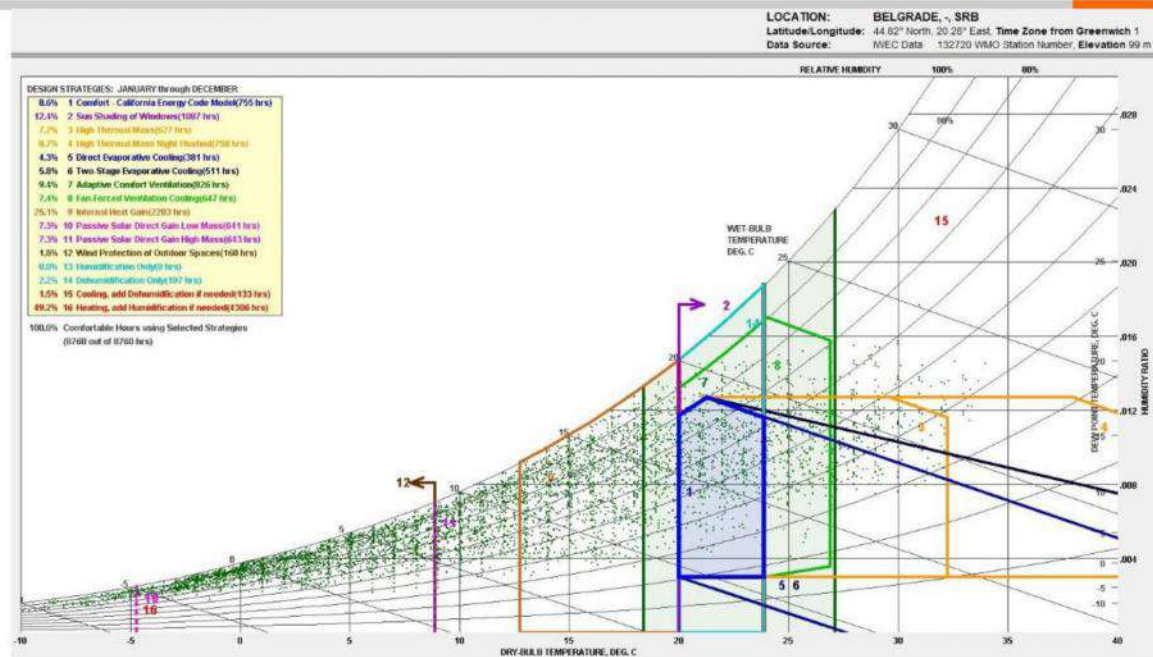 LOCATION: BELGRADE, -, SRB
Latitude/Longitude: 44.82° North, 20.28° East, Time Zone from Greenwich 1
Data Source: IWEC Data 132720 WMO Station Number, Elevation 99 m
RELATIVE HUMIDITY 100% 80%
DESIGN STRATEGIES: JANUARY through DECEMBER
8.6% 1 Comfort - California Energy Code Model(755 hrs)
12.4% 2 Sun Shading of Windows(1087 hrs)
7.2% 3 High Thermal Mass(627 hrs)
4 High Thermal Mass Night Flushed
4.3% 5 Direct Evaporative Cooling(381 hrs)
5.8% 6 Two-Stage Evaporative Cooling(511 hrs)
9.4% 7 Adaptive Comfort Ventilation(826 hrs)
7.4% 8 Fan-Forced Ventilation Cooling(647 hrs)
25.1% 9 Internal Heat Gain(2203 hrs)
7.3% 10 Passive Solar Direct Gain Low Mass(641 hrs)
7.3% 11 Passive Solar Direct Gain High Mass(643 hrs)
1.8% 12 Wind Protection of Outdoor Spaces(160 hrs)
0.0% 13 Humidification Only(0 hrs)
2.2% 14 Dehumidification Only(197 hrs)
1.5% 15 Cooling, add Dehumidification if needed(133 hrs)
49.2% 16 Heating, add Humidification if needed(4306 hrs)
100.0% Comfortable Hours using Selected Strategies
(8760 out of 8760 hrs)
.028
30 60% 30
.024
15
WET-BULB
TEMPERATURE
DEG. C
25 25
.020
2
14
.016
20
8
7
DEW POINT TEMPERATURE, DEG. C
HUMIDITY RATIO
.012
15
4
12
10
.008
1
11
5
0
.004
5 6
-5
-10
16
-10 -5 0 5 10 15 20 25 30 35 40
DRY-BULB TEMPERATURE, DEG. C